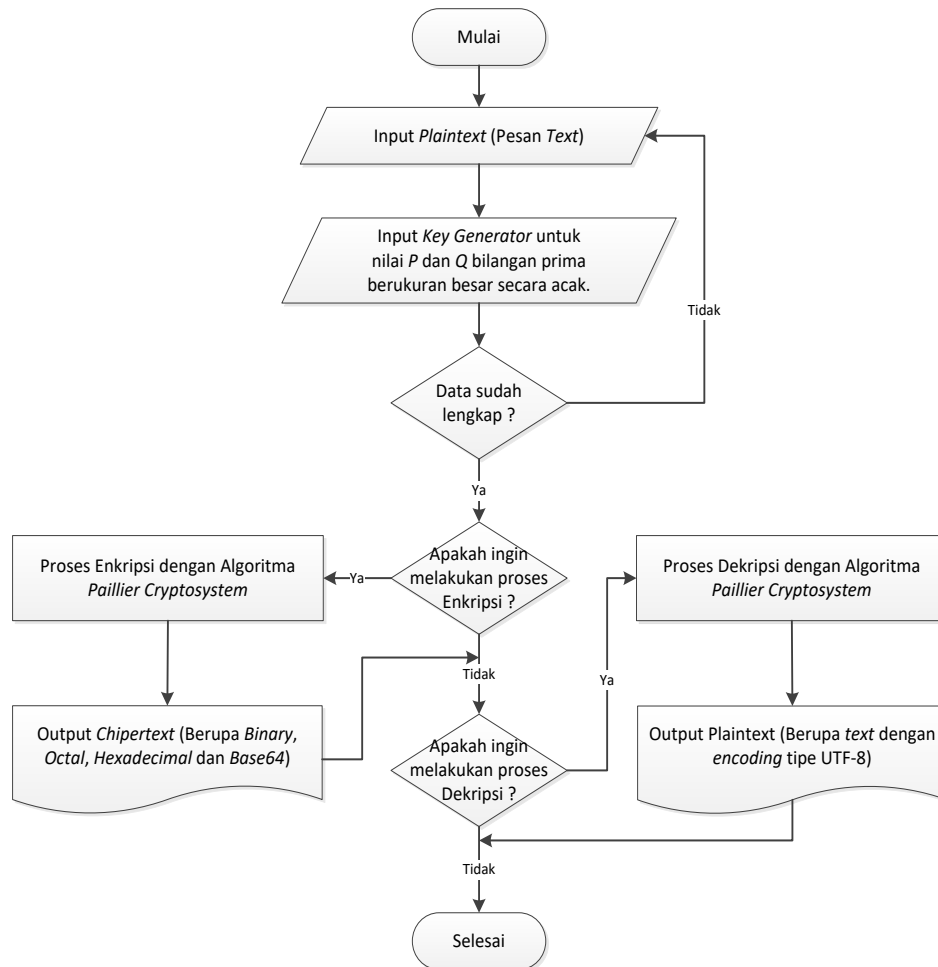 Mulai
Input Plaintext (Pesan Text)
Input Key Generator untuk
nilai P dan Q bilangan prima
berukuran besar secara acak.
Tidak
Data sudah
lengkap ?
Ya
Proses Enkripsi dengan Algoritma
Paillier Cryptosystem
Ya
Apakah ingin
melakukan proses
Enkripsi ?
Proses Dekripsi dengan Algoritma
Paillier Cryptosystem
Tidak
Ya
Output Chipertext (Berupa Binary,
Octal, Hexadecimal dan Base64)
Apakah ingin
melakukan proses
Dekripsi ?
Output Plaintext (Berupa text dengan
encoding tipe UTF-8)
Tidak
Selesai